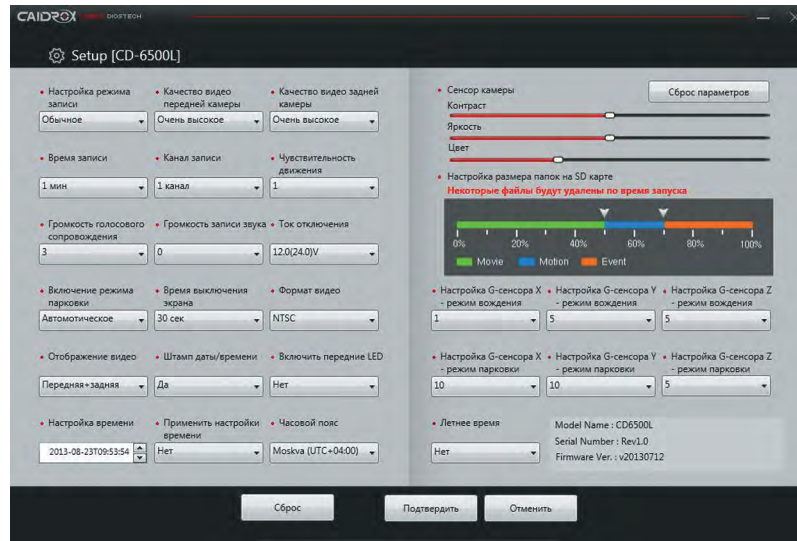 CAIDROX DIOSTECH
Setup [CD-6500L]
• Настройка режима записи
Обычное
• Качество видео передней камеры
Очень высокое
• Качество видео задней камеры
Очень высокое
• Время записи
1 мин
• Канал записи
1 канал
• Чувствительность движения
1
• Громкость голосового сопровождения
3
• Громкость записи звука
0
• Ток отключения
12.0(24.0)V
• Включение режима парковки
Автомотическое
• Время выключения экрана
30 сек
• Формат видео
NTSC
• Отображение видео
Передняя+задняя
• Штамп даты/времени
Да
• Включить передние LED
Нет
• Настройка времени
2013-08-23T09:53:54
• Применить настройки времени
Нет
• Часовой пояс
Moskva (UTC+04:00)
• Сенсор камеры
Сброс параметров
Контраст
Яркость
Цвет
• Настройка размера папок на SD карте
Некоторые файлы будут удалены по время запуска
0% 20% 40% 60% 80% 100%
Movie Motion Event
• Настройка G-сенсора X - режим вождения
1
• Настройка G-сенсора Y - режим вождения
5
• Настройка G-сенсора Z - режим вождения
5
• Настройка G-сенсора X - режим парковки
10
• Настройка G-сенсора Y - режим парковки
10
• Настройка G-сенсора Z - режим парковки
5
• Летнее время
Нет
Model Name : CD6500L
Serial Number : Rev1.0
Firmware Ver. : v20130712
Сброс
Подтвердить
Отменить